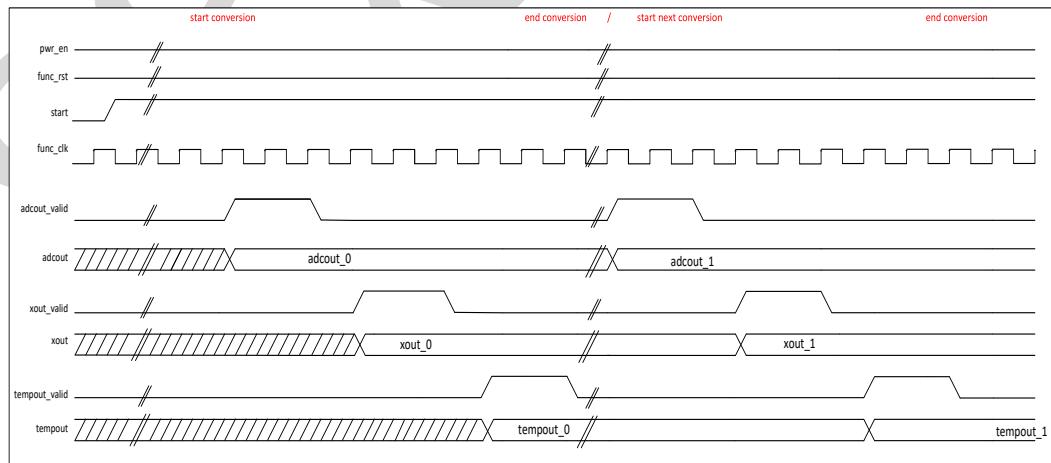 start conversion end conversion / start next conversion end conversion
pwr_en
func_rst
start
func_clk
adcout_valid
adcout adcout_0 adcout_1
xout_valid
xout xout_0 xout_1
tempout_valid
tempout tempout_0 tempout_1